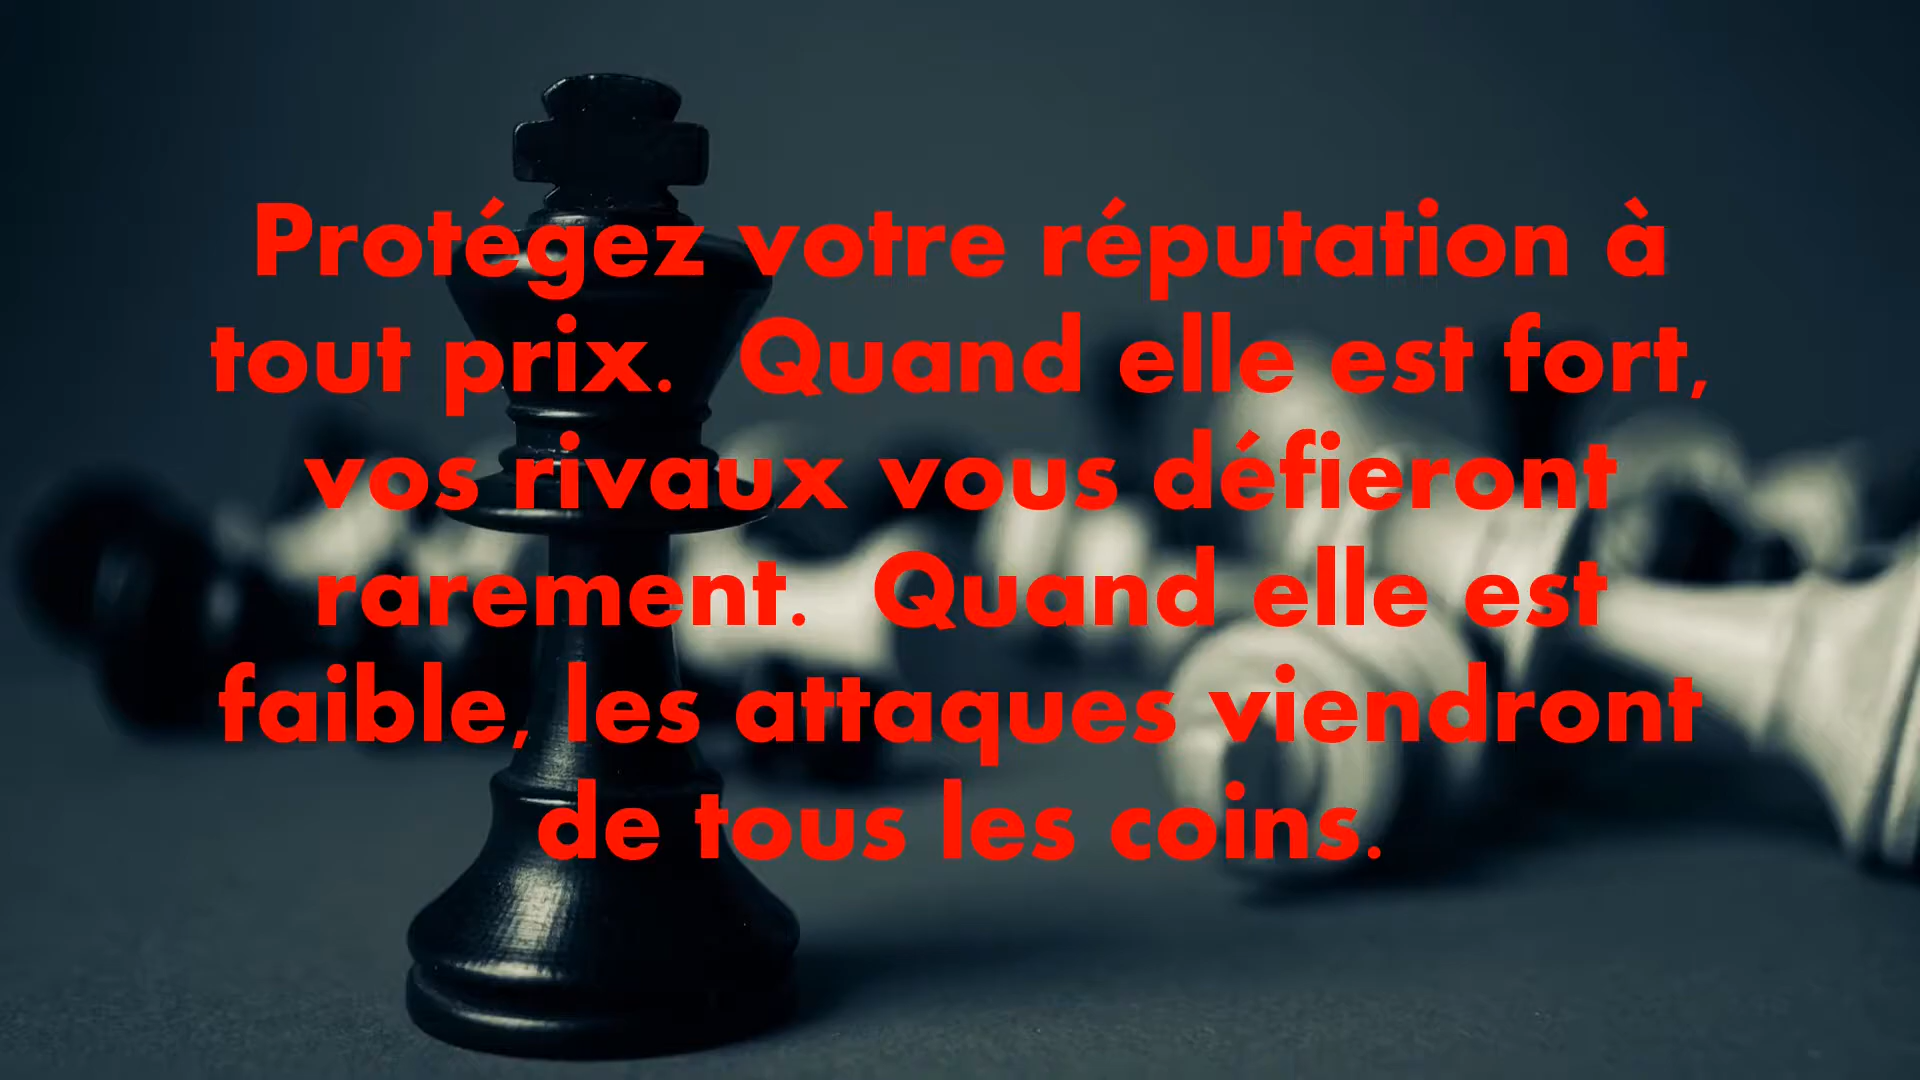 Protégez votre réputation à
tout prix.  Quand elle est fort,
vos rivaux vous défieront
rarement.  Quand elle est
faible, les attaques viendront
de tous les coins.